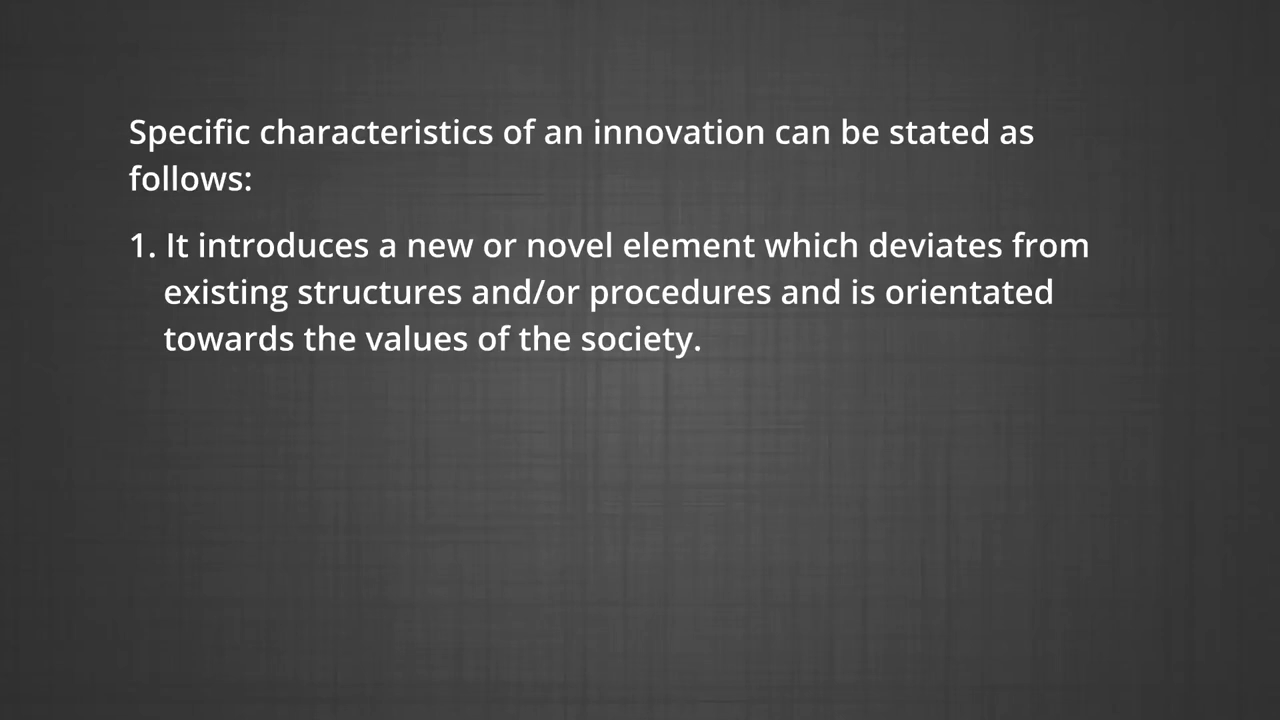 Specific characteristics of an innovation can be stated as
follows:
1. It introduces a new or novel element which deviates from
existing structures and/or procedures and is orientated
towards the values of the society.